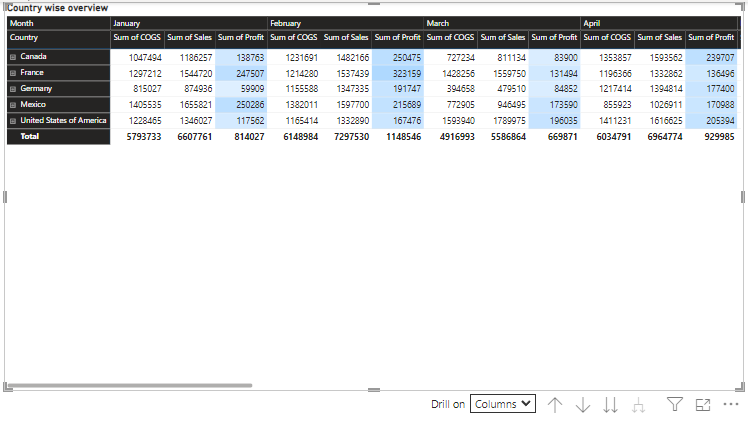 Country wise overview
Month January February March April
Country Sum of COGS Sum of Sales Sum of Profit Sum of COGS Sum of Sales Sum of Profit Sum of COGS Sum of Sales Sum of Profit Sum of COGS Sum of Sales Sum of Profit
Canada 1047494 1186257 138763 1231691 1482166 250475 727234 811134 83900 1353857 1593562 239707
France 1297212 1544720 247507 1214280 1537439 323159 1428256 1559750 131494 1196366 1332862 136496
Germany 815027 874936 59909 1155588 1347335 191747 394658 479510 84852 1217414 1394814 177400
Mexico 1405535 1655821 250286 1382011 1597700 215689 772905 946495 173590 855923 1026911 170988
United States of America 1228465 1346027 117562 1165414 1332890 167476 1593940 1789975 196035 1411231 1616625 205394
Total 5793733 6607761 814027 6148984 7297530 1148546 4916993 5586864 669871 6034791 6964774 929985
Drill on Columns